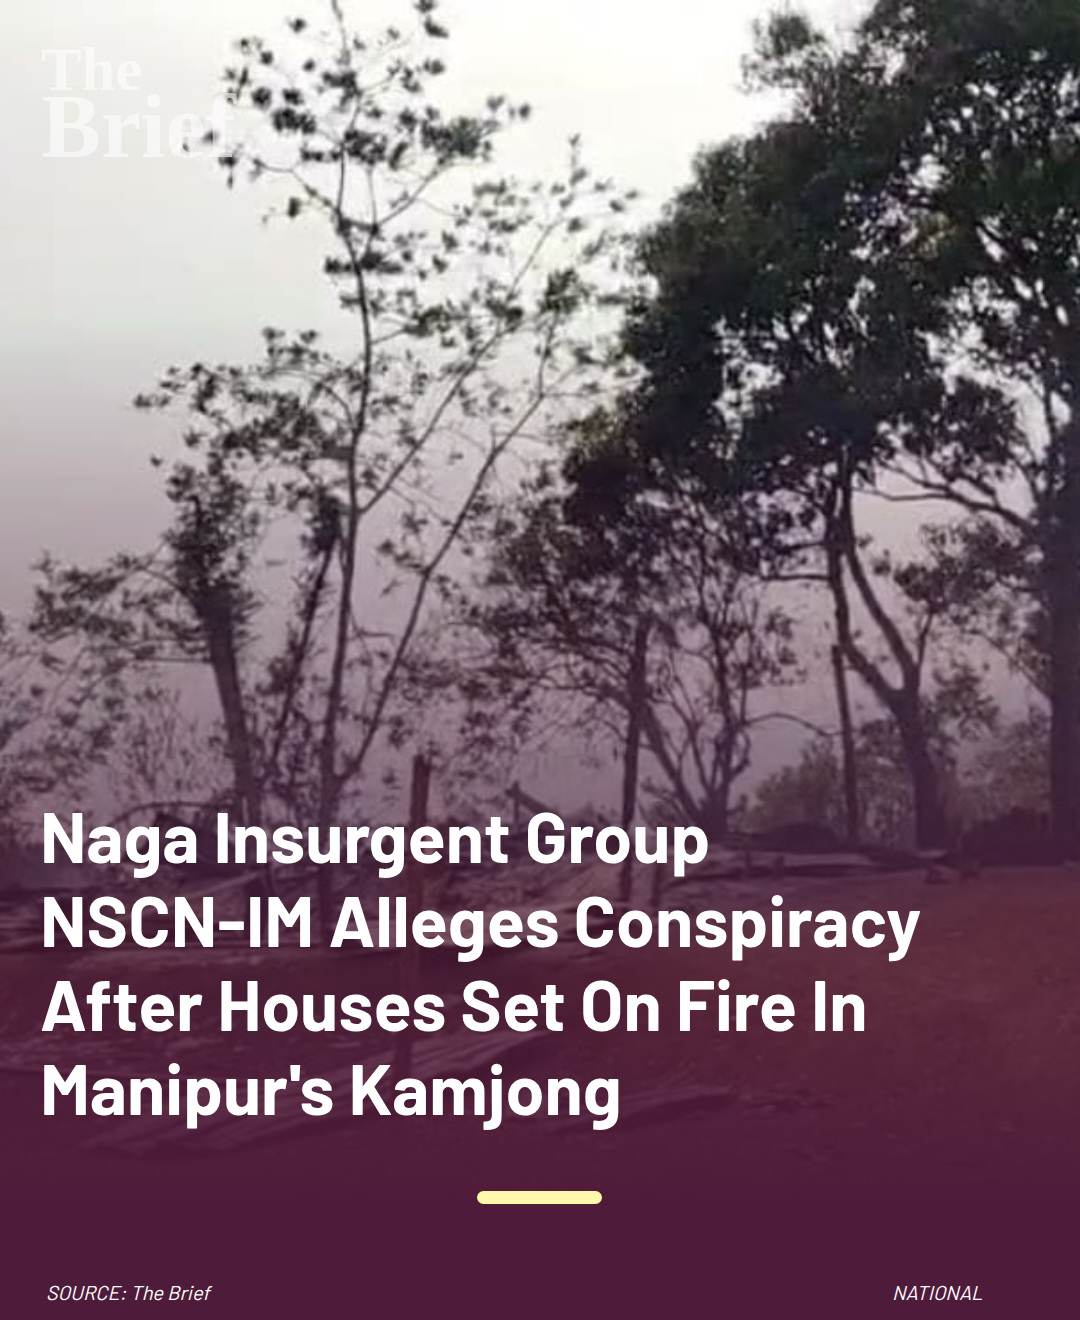 The
Brief
Naga Insurgent Group
NSCN-IM Alleges Conspiracy
After Houses Set On Fire In
Manipur's Kamjong
SOURCE: The Brief
NATIONAL